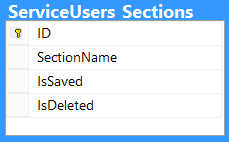 ServiceUsers Sections
ID
SectionName
IsSaved
IsDeleted